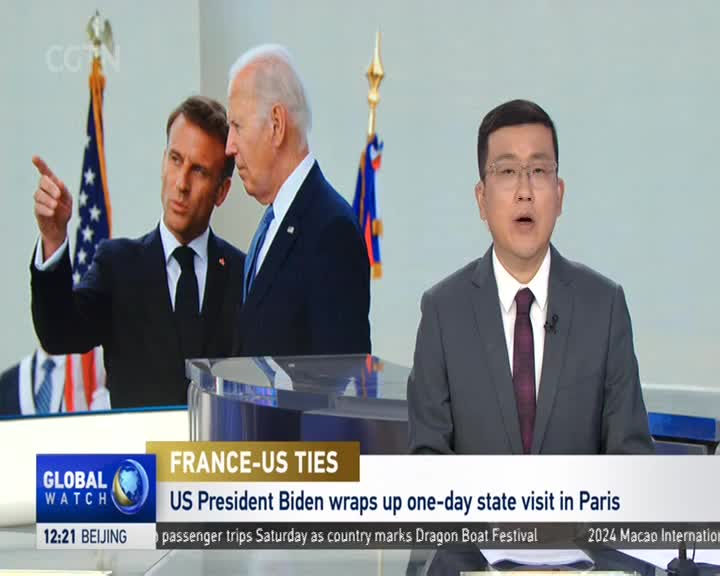 CGTN
FRANCE-US TIES
GLOBAL
WATCH
US President Biden wraps up one-day state visit in Paris
12:21 BEIJING
passenger trips Saturday as country marks Dragon Boat Festival 2024 Macao Internation